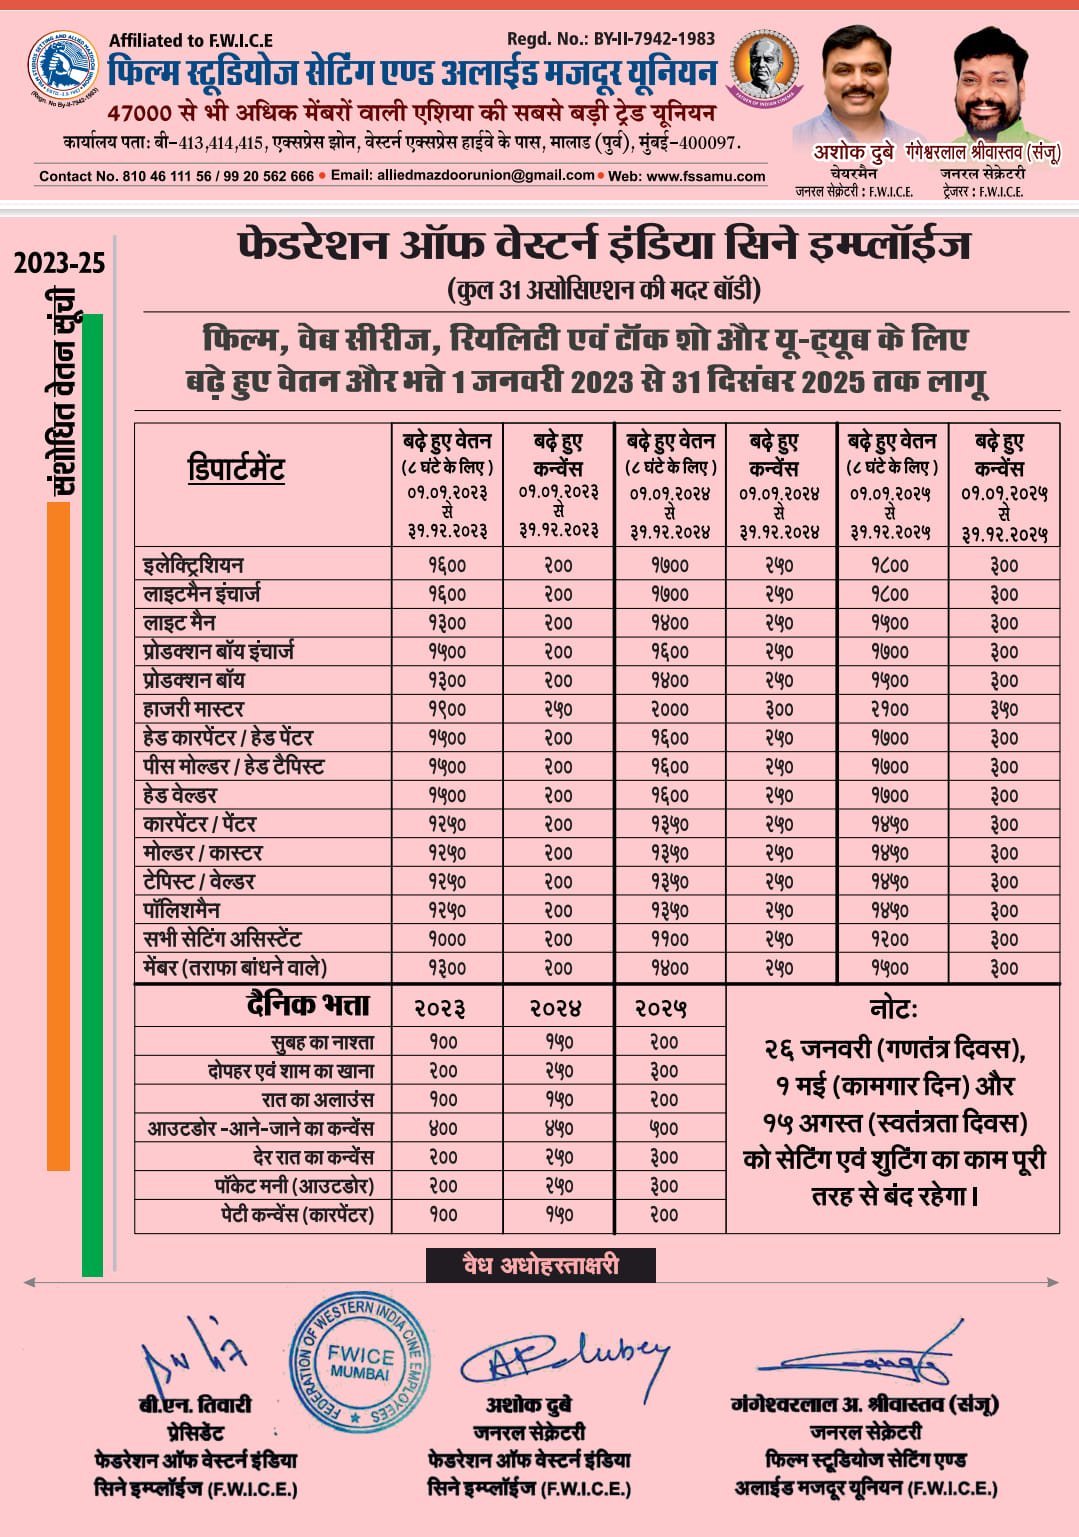 Affiliated to F.W.I.C.E
Regd. No.: BY-II-7942-1983
फिल्म स्टूडियोज सेटिंग एण्ड अलाईड मजदूर यूनियन
47000 से भी अधिक मेंबरों वाली एशिया की सबसे बड़ी ट्रेड यूनियन
कार्यालय पता: बी-413,414,415, एक्सप्रेस झोन, वेस्टर्न एक्सप्रेस हाईवे के पास, मालाड (पुर्व), मुंबई-400097.
Contact No. 810 46 111 56 / 99 20 562 666 • Email: alliedmazdoorunion@gmail.com • Web: www.fssamu.com
FATHER OF INDIAN CINEMA
(Regn. No By-II-7942-1983)
अशोक दुबे
चेयरमैन
जनरल सेक्रेटरी : F.W.I.C.E.
गंगेश्वरलाल श्रीवास्तव (संजू)
जनरल सेक्रेटरी
ट्रेजरर : F.W.I.C.E.
2023-25
संशोधित वेतन सूंची
फेडरेशन ऑफ वेस्टर्न इंडिया सिने इम्प्लॉईज
(कुल 31 असोसिएशन की मदर बॉडी)
फिल्म, वेब सीरीज, रियलिटी एवं टॉक शो और यू-ट्यूब के लिए
बढ़े हुए वेतन और भत्ते 1 जनवरी 2023 से 31 दिसंबर 2025 तक लागू
डिपार्टमेंट | बढ़े हुए वेतन (८ घंटे के लिए) ०१.०१.२०२३ से ३१.१२.२०२३ | बढ़े हुए कन्वेंस ०१.०१.२०२३ से ३१.१२.२०२३ | बढ़े हुए वेतन (८ घंटे के लिए) ०१.०१.२०२४ से ३१.१२.२०२४ | बढ़े हुए कन्वेंस ०१.०१.२०२४ से ३१.१२.२०२४ | बढ़े हुए वेतन (८ घंटे के लिए) ०१.०१.२०२५ से ३१.१२.२०२५ | बढ़े हुए कन्वेंस ०१.०१.२०२५ से ३१.१२.२०२५
इलेक्ट्रिशियन १६०० २०० १७०० २५० १८०० ३००
लाइटमैन इंचार्ज १६०० २०० १७०० २५० १८०० ३००
लाइट मैन १३०० २०० १४०० २५० १५०० ३००
प्रोडक्शन बॉय इंचार्ज १५०० २०० १६०० २५० १७०० ३००
प्रोडक्शन बॉय १३०० २०० १४०० २५० १५०० ३००
हाजरी मास्टर १९०० २५० २००० ३०० २१०० ३५०
हेड कारपेंटर / हेड पेंटर १५०० २०० १६०० २५० १७०० ३००
पीस मोल्डर / हेड टैपिस्ट १५०० २०० १६०० २५० १७०० ३००
हेड वेल्डर १५०० २०० १६०० २५० १७०० ३००
कारपेंटर / पेंटर १२५० २०० १३५० २५० १४५० ३००
मोल्डर / कास्टर १२५० २०० १३५० २५० १४५० ३००
टेपिस्ट / वेल्डर १२५० २०० १३५० २५० १४५० ३००
पॉलिशमैन १२५० २०० १३५० २५० १४५० ३००
सभी सेटिंग असिस्टेंट १००० २०० ११०० २५० १२०० ३००
मेंबर (तराफा बांधने वाले) १३०० २०० १४०० २५० १५०० ३००
दैनिक भत्ता २०२३ २०२४ २०२५
सुबह का नाश्ता १०० १५० २००
दोपहर एवं शाम का खाना २०० २५० ३००
रात का अलाउंस १०० १५० २००
आउटडोर -आने-जाने का कन्वेंस ४०० ४५० ५००
देर रात का कन्वेंस २०० २५० ३००
पॉकेट मनी (आउटडोर) २०० २५० ३००
पेटी कन्वेंस (कारपेंटर) १०० १५० २००
नोट:
२६ जनवरी (गणतंत्र दिवस),
१ मई (कामगार दिन) और
१५ अगस्त (स्वतंत्रता दिवस)
को सेटिंग एवं शुटिंग का काम पूरी
तरह से बंद रहेगा।
वैध अधोहस्ताक्षरी
FEDERATION OF WESTERN INDIA CINE EMPLOYEES
FWICE
MUMBAI
बी.एन. तिवारी
प्रेसिडेंट
फेडरेशन ऑफ वेस्टर्न इंडिया
सिने इम्प्लॉईज (F.W.I.C.E.)
अशोक दुबे
जनरल सेक्रेटरी
फेडरेशन ऑफ वेस्टर्न इंडिया
सिने इम्प्लॉईज (F.W.I.C.E.)
गंगेश्वरलाल अ. श्रीवास्तव (संजू)
जनरल सेक्रेटरी
फिल्म स्टूडियोज सेटिंग एण्ड
अलाईड मजदूर यूनियन (F.W.I.C.E.)